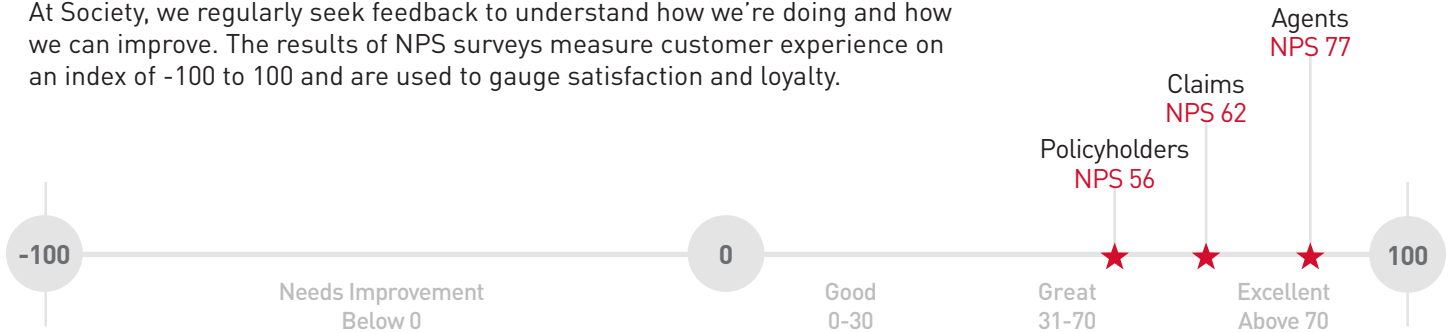 At Society, we regularly seek feedback to understand how we're doing and how
we can improve. The results of NPS surveys measure customer experience on
an index of -100 to 100 and are used to gauge satisfaction and loyalty.
Agents
NPS 77
Claims
NPS 62
Policyholders
NPS 56
-100
0
100
Needs Improvement
Below 0
Good
0-30
Great
31-70
Excellent
Above 70